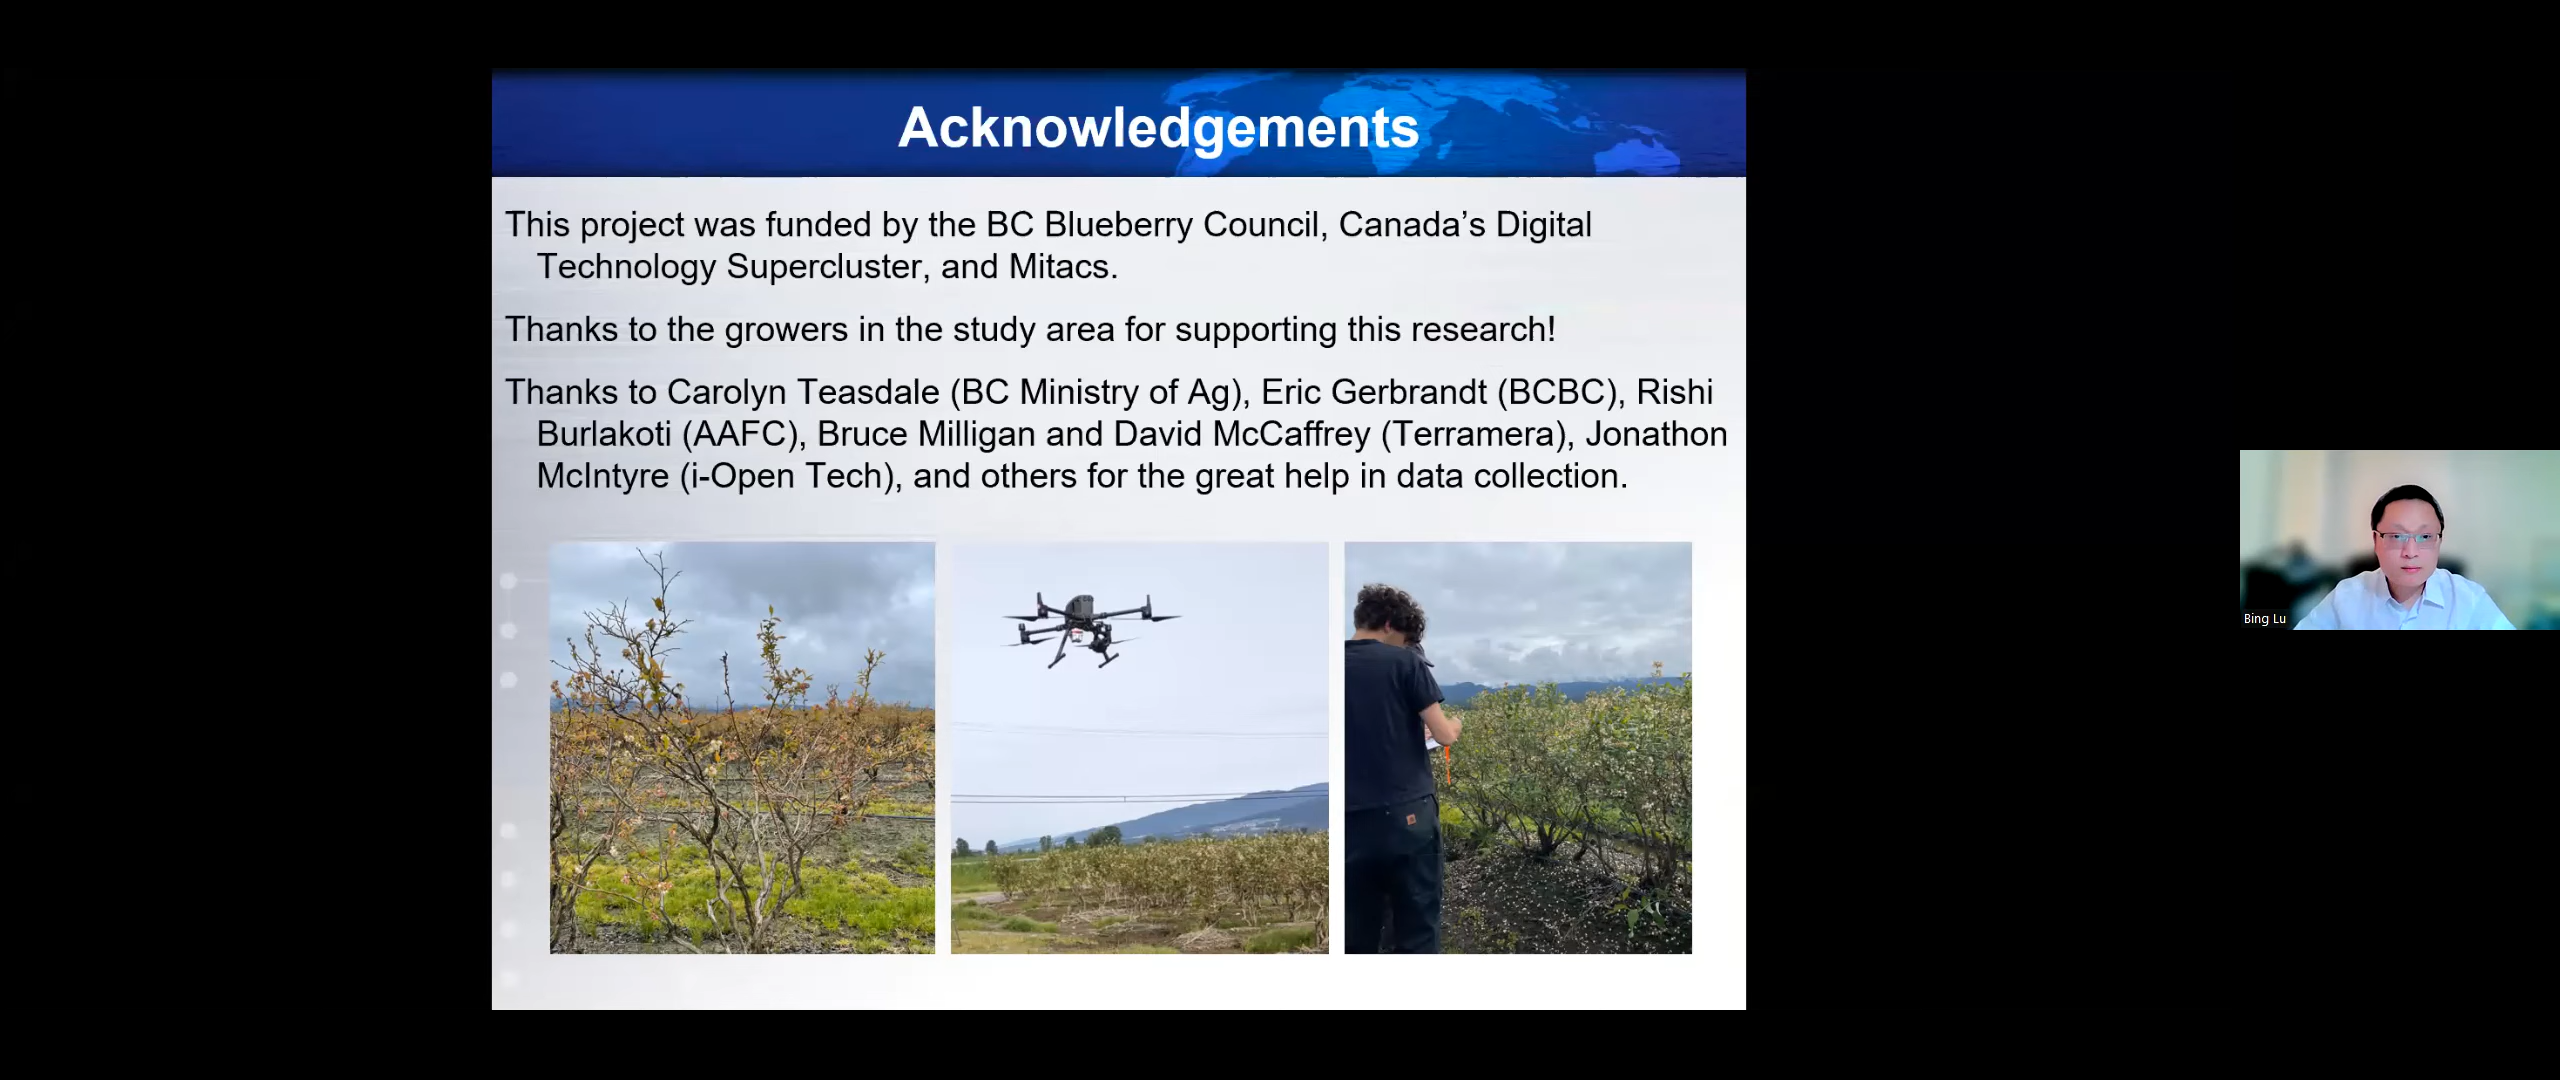 Acknowledgements
This project was funded by the BC Blueberry Council, Canada’s Digital
Technology Supercluster, and Mitacs.
Thanks to the growers in the study area for supporting this research!
Thanks to Carolyn Teasdale (BC Ministry of Ag), Eric Gerbrandt (BCBC), Rishi
Burlakoti (AAFC), Bruce Milligan and David McCaffrey (Terramera), Jonathon
McIntyre (i-Open Tech), and others for the great help in data collection.
Bing Lu